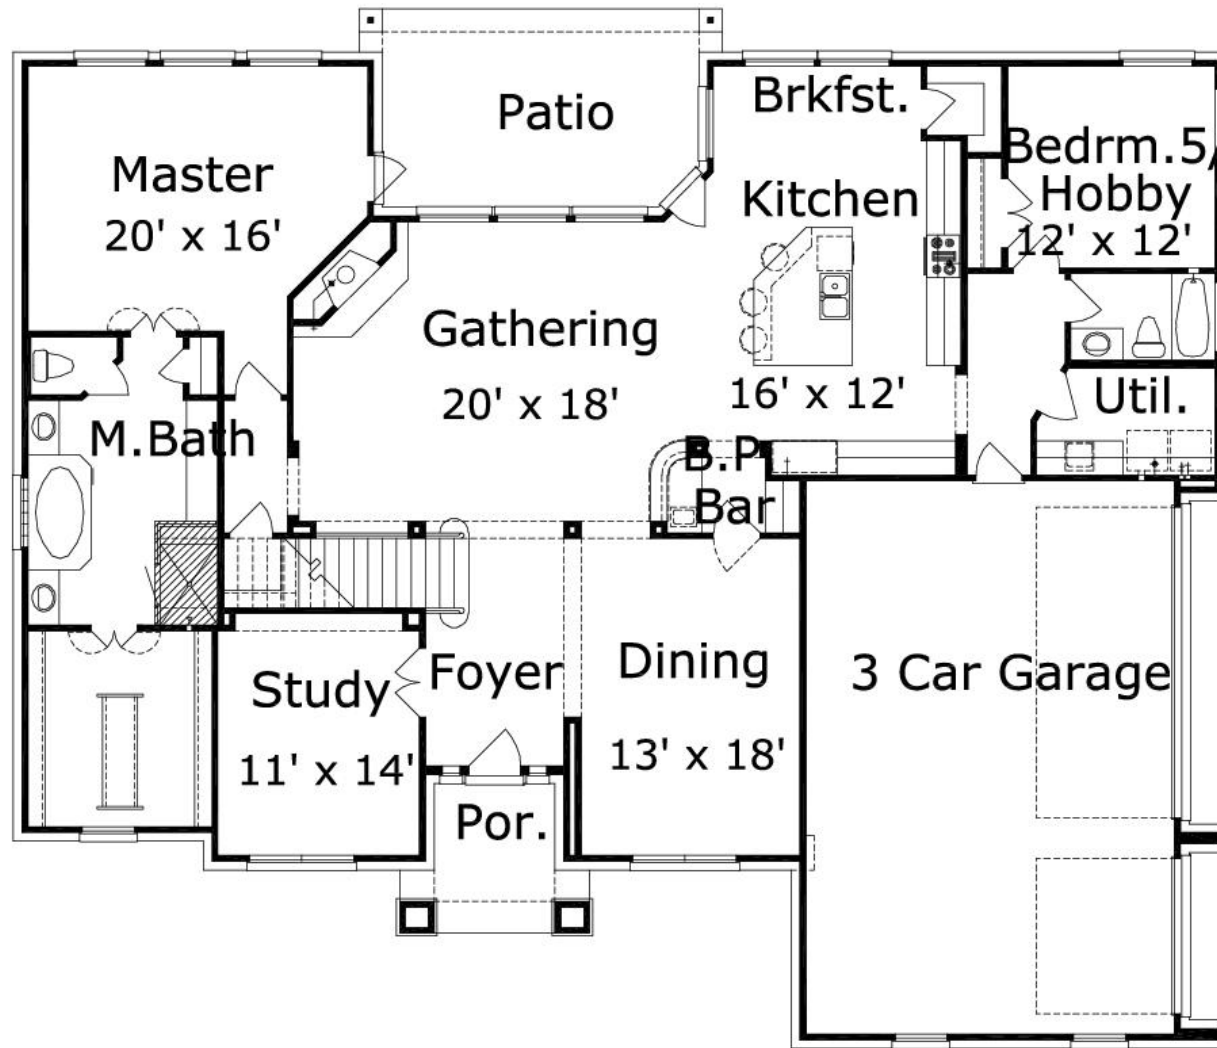 Patio
Brkfst.
Master
20' x 16'
Kitchen
Bedrm.5/
Hobby
12' x 12'
Gathering
20' x 18'
16' x 12'
Util.
M.Bath
B.P.
Bar
Study
11' x 14'
Foyer
Dining
13' x 18'
3 Car Garage
Por.